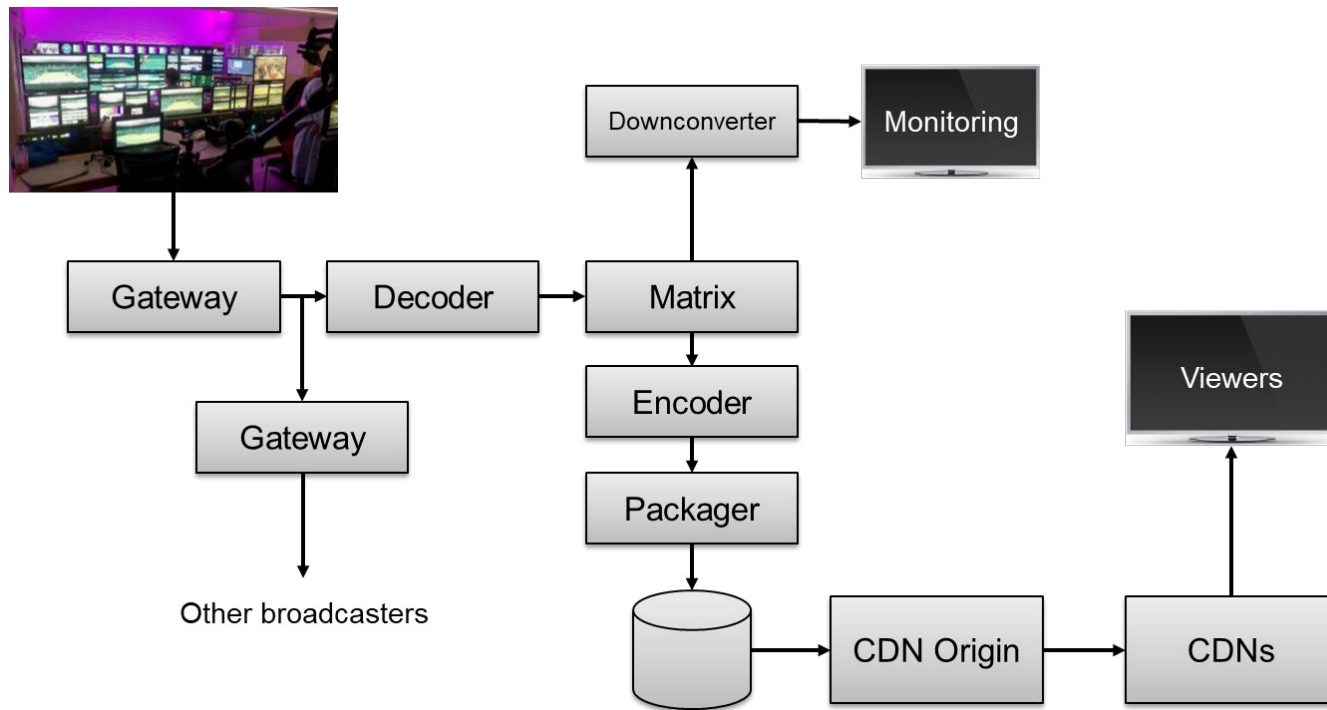 Downconverter
Monitoring
Gateway
Decoder
Matrix
Encoder
Viewers
Gateway
Packager
Other broadcasters
CDN Origin
CDNs